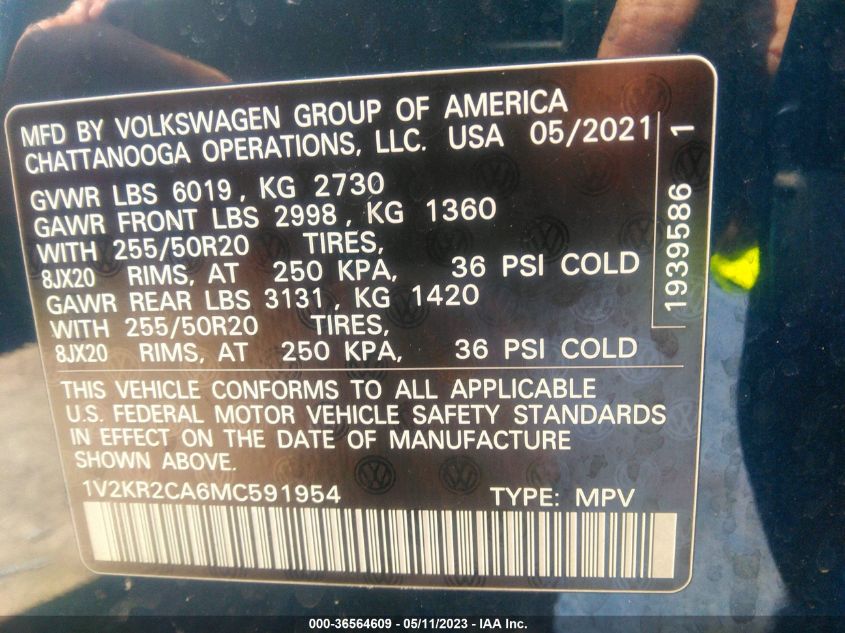 MFD BY VOLKSWAGEN GROUP OF AMERICA
CHATTANOOGA OPERATIONS, LLC. USA 05/2021
GVWR LBS 6019, KG 2730
GAWR FRONT LBS 2998, KG 1360
WITH 255/50R20 TIRES,
8JX20 RIMS, AT 250 KPA, 36 PSI COLD
GAWR REAR LBS 3131, KG 1420
WITH 255/50R20 TIRES,
8JX20 RIMS, AT 250 KPA, 36 PSI COLD
1939586 1
THIS VEHICLE CONFORMS TO ALL APPLICABLE
U.S. FEDERAL MOTOR VEHICLE SAFETY STANDARDS
IN EFFECT ON THE DATE OF MANUFACTURE
SHOWN ABOVE.
1V2KR2CA6MC591954 TYPE: MPV
000-36564609 - 05/11/2023 - IAA Inc.